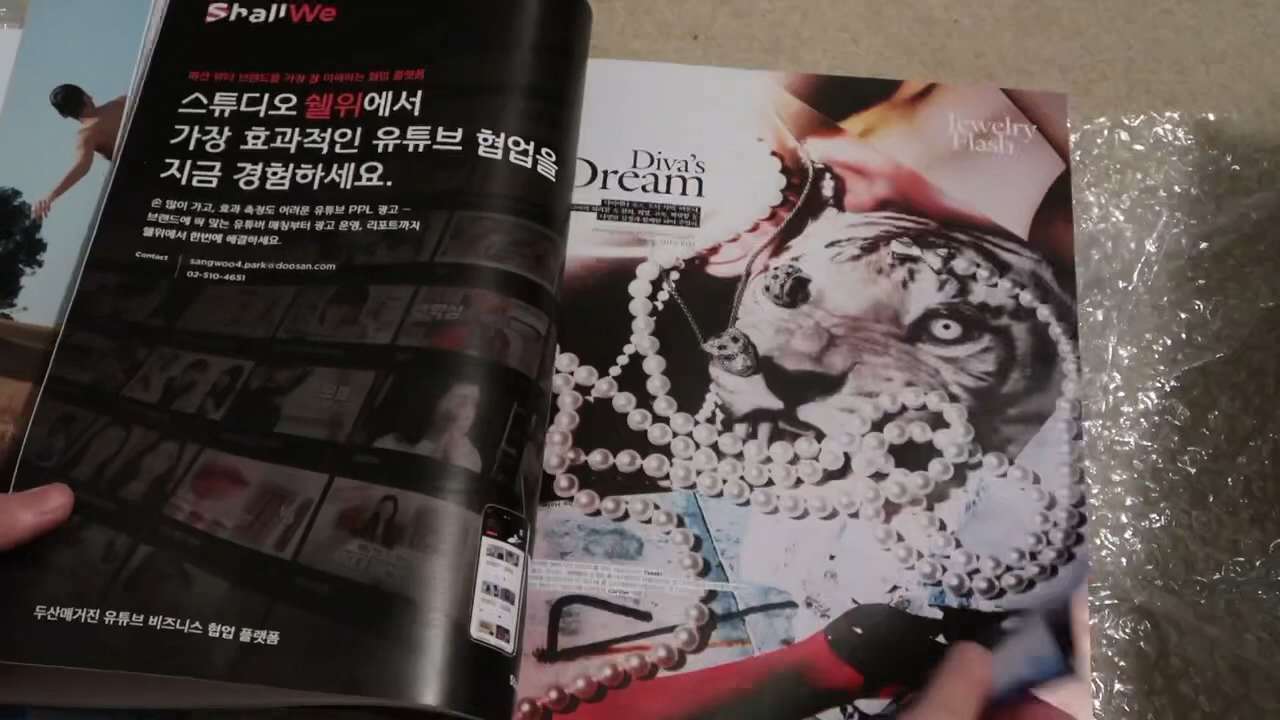 ShallWe
패션 뷰티 브랜드를 가장 잘 이해하는 협업 플랫폼
스튜디오 쉘위에서
가장 효과적인 유튜브 협업을
지금 경험하세요.
손 많이 가고, 효과 측정도 어려운 유튜브 PPL 광고 –
브랜드에 딱 맞는 유튜버 매칭부터 광고 운영, 리포트까지
쉘위에서 한번에 해결하세요.
Contact
sangwoo4.park@doosan.com
02-510-4651
두산매거진 유튜브 비즈니스 협업 플랫폼
Jewelry
Flash
Diva's
Dream
Tasaki
Cartier